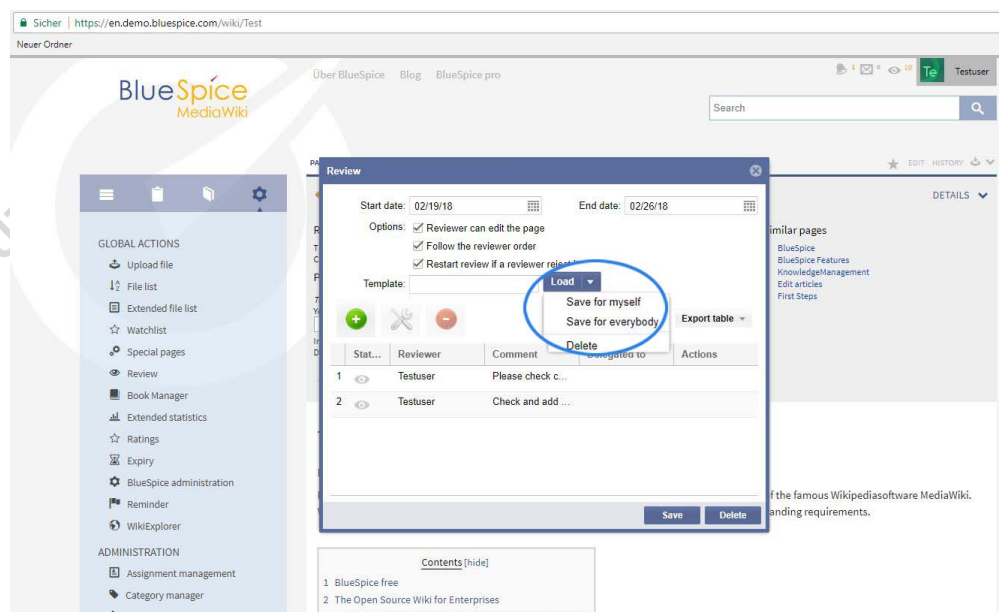 Sicher | https://en.demo.bluespice.com/wiki/Test
Neuer Ordner
BlueSpice
MediaWiki
Über BlueSpice Blog BlueSpice pro
Te Testuser
Search
EDIT HISTORY
DETAILS
GLOBAL ACTIONS
Upload file
File list
Extended file list
Watchlist
Special pages
Review
Book Manager
Extended statistics
Ratings
Expiry
BlueSpice administration
Reminder
WikiExplorer
ADMINISTRATION
Assignment management
Category manager
Review
Start date: 02/19/18 End date: 02/26/18
Options: Reviewer can edit the page
Follow the reviewer order
Restart review if a reviewer reject
Template: Load
Save for myself
Save for everybody
Delete
Export table
Stat... Reviewer Comment Delegated to Actions
1 Testuser Please check c...
2 Testuser Check and add ...
Save Delete
imilar pages
BlueSpice
BlueSpice Features
KnowledgeManagement
Edit articles
First Steps
f the famous Wikipediasoftware MediaWiki.
anding requirements.
Contents [hide]
1 BlueSpice free
2 The Open Source Wiki for Enterprises